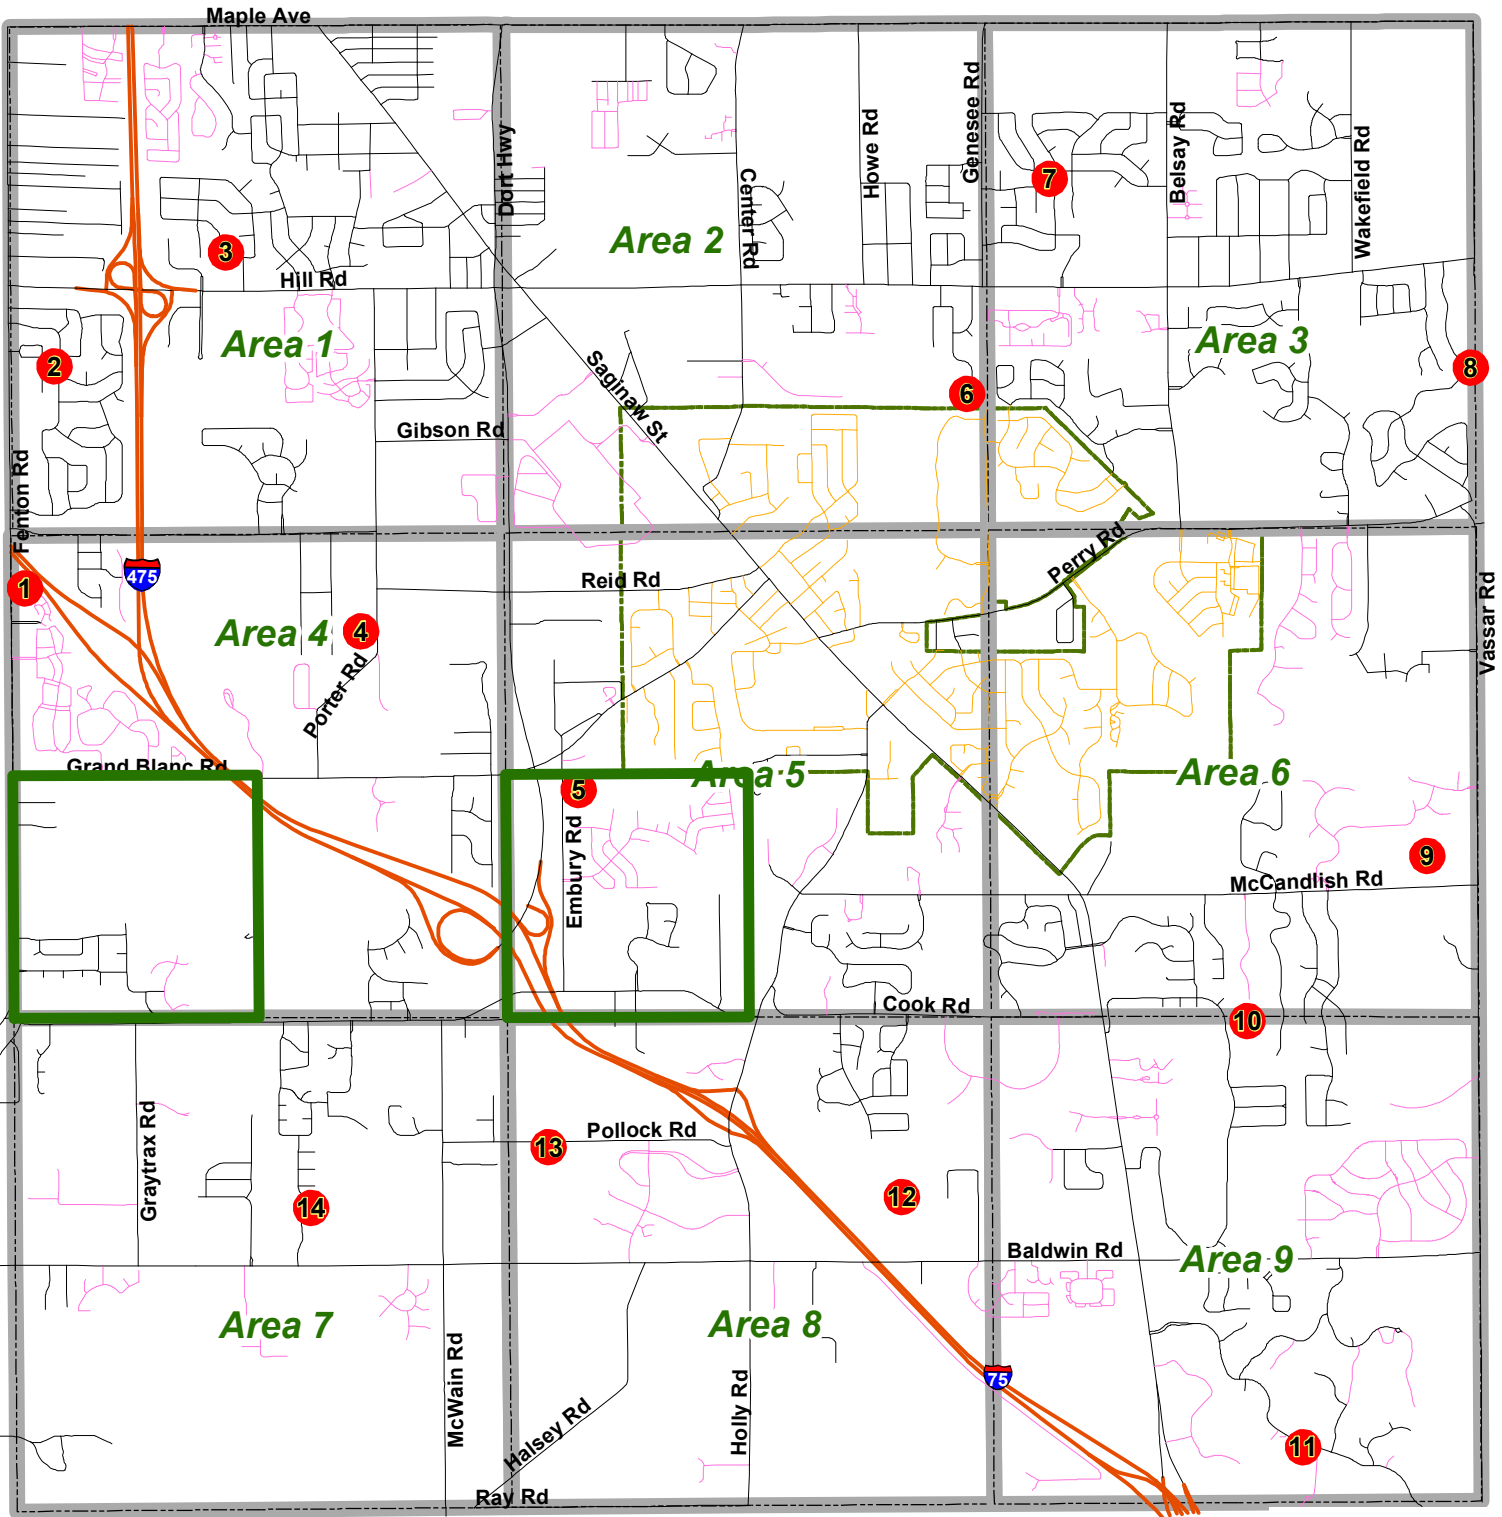 Maple Ave
Genesee Rd
Dort Hwy
Howe Rd
Belsay Rd
Wakefield Rd
Center Rd
7
Area 2
3
Hill Rd
Area 1
Area 3
2
8
Saginaw St
6
Gibson Rd
Fenton Rd
Perry Rd
475
Reid Rd
1
Vassar Rd
Area 4
4
Porter Rd
Grand Blanc Rd
Area 5
Area 6
5
Embury Rd
9
McCandlish Rd
Cook Rd
10
Graytrax Rd
Pollock Rd
13
12
14
Baldwin Rd
Area 9
Area 7
Area 8
McWain Rd
75
Holly Rd
Halsey Rd
11
Ray Rd